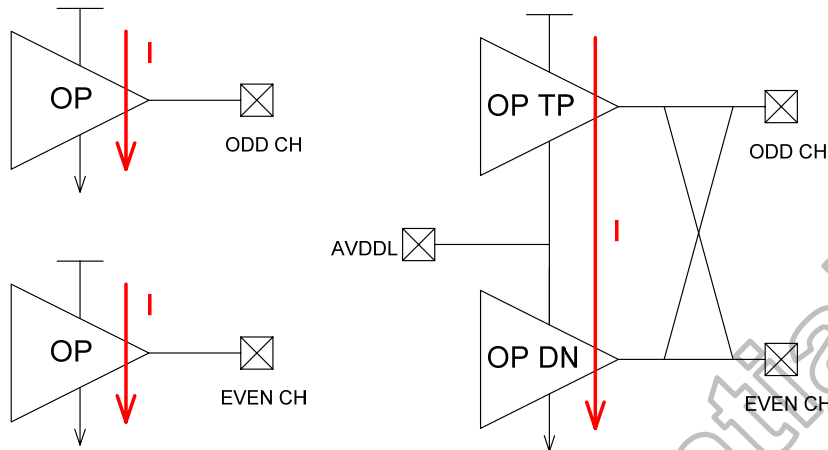 I
OP
ODD CH
I
OP
EVEN CH
OP TP
ODD CH
AVDDL
I
OP DN
EVEN CH